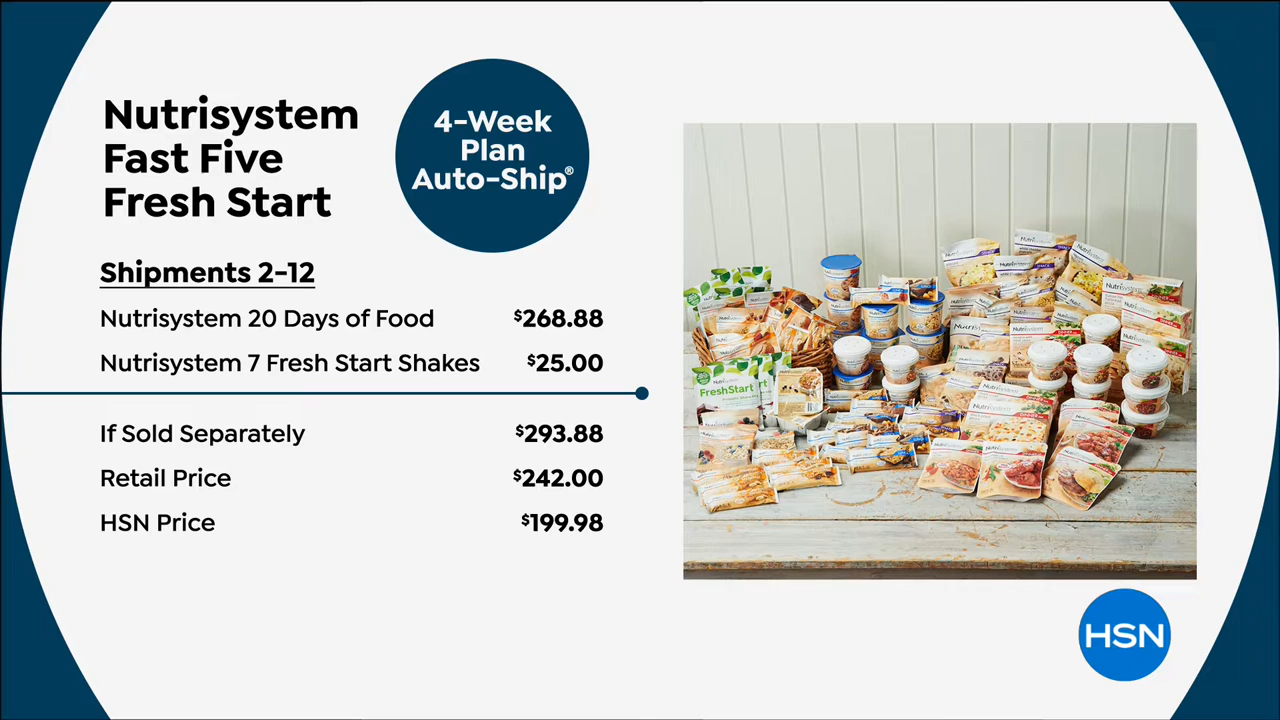 Nutrisystem
Fast Five
Fresh Start
4-Week
Plan
Auto-Ship®
Shipments 2-12
Nutrisystem 20 Days of Food $268.88
Nutrisystem 7 Fresh Start Shakes $25.00
If Sold Separately $293.88
Retail Price $242.00
HSN Price $199.98
Nutrisystem
FreshStart
HSN